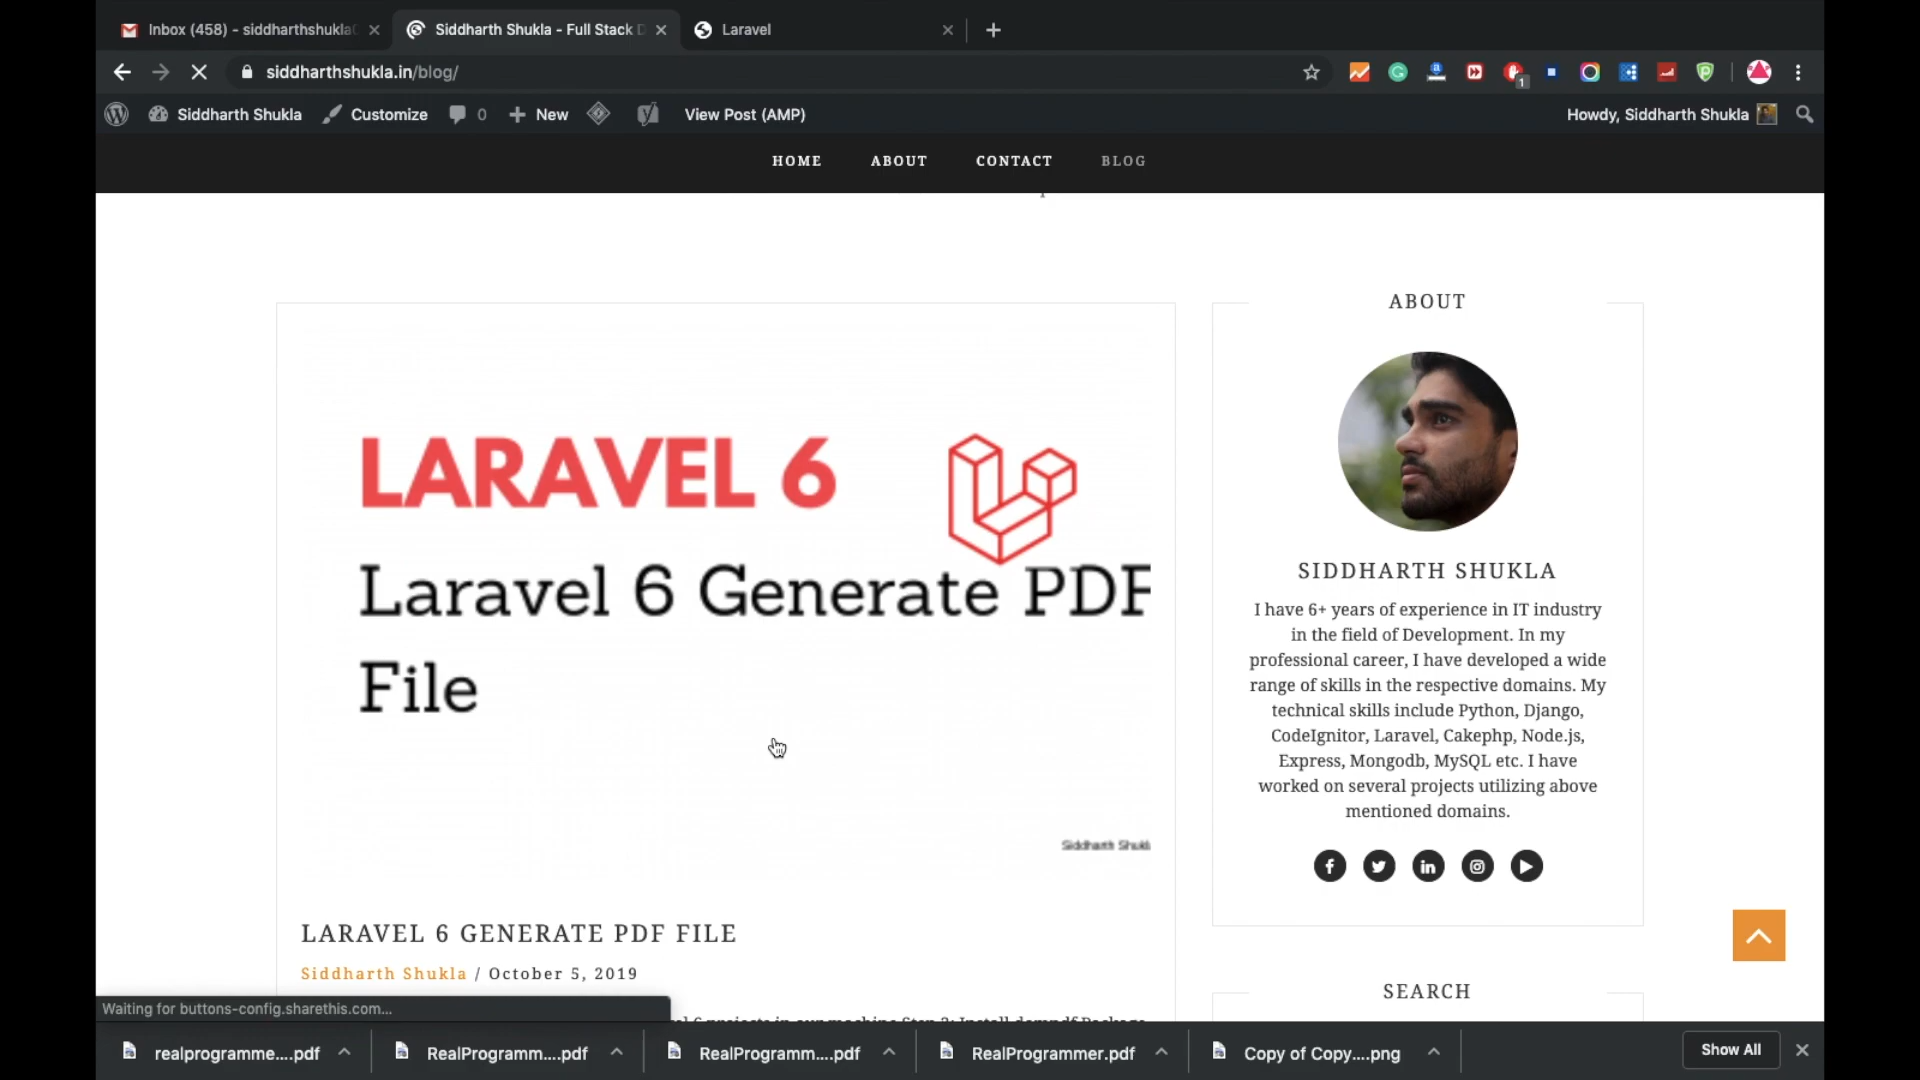 Inbox (458) - siddharthshukla
Siddharth Shukla - Full Stack D
Laravel
siddharthshukla.in/blog/
1
Siddharth Shukla
Customize
0
New
View Post (AMP)
Howdy, Siddharth Shukla
HOME
ABOUT
CONTACT
BLOG
LARAVEL 6
Laravel 6 Generate PDF
File
Siddharth Shukl
LARAVEL 6 GENERATE PDF FILE
Siddharth Shukla / October 5, 2019
ABOUT
SIDDHARTH SHUKLA
I have 6+ years of experience in IT industry
in the field of Development. In my
professional career, I have developed a wide
range of skills in the respective domains. My
technical skills include Python, Django,
CodeIgnitor, Laravel, Cakephp, Node.js,
Express, Mongodb, MySQL etc. I have
worked on several projects utilizing above
mentioned domains.
SEARCH
Waiting for buttons-config.sharethis.com...
realprogramme....pdf
RealProgramm....pdf
RealProgramm....pdf
RealProgrammer.pdf
Copy of Copy....png
Show All